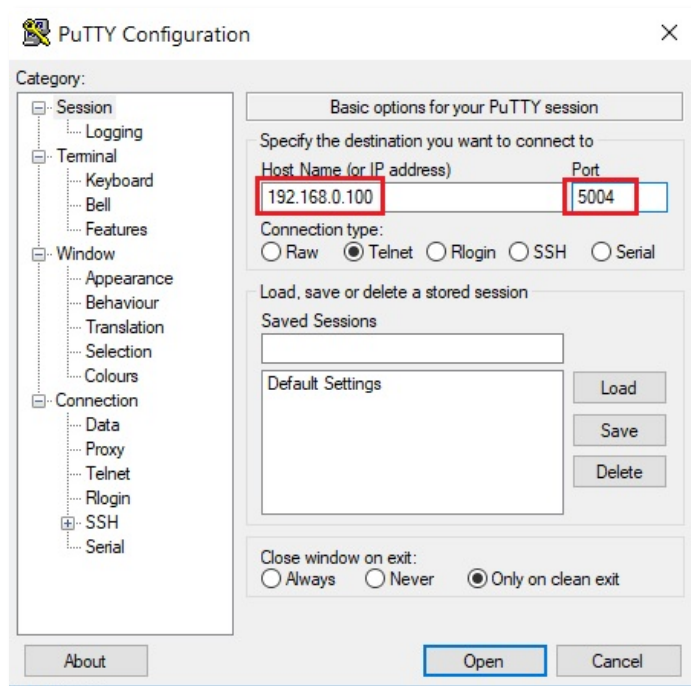 PuTTY Configuration
Category:
Session
Logging
Terminal
Keyboard
Bell
Features
Window
Appearance
Behaviour
Translation
Selection
Colours
Connection
Data
Proxy
Telnet
Rlogin
SSH
Serial
Basic options for your PuTTY session
Specify the destination you want to connect to
Host Name (or IP address) Port
192.168.0.100 5004
Connection type:
Raw Telnet Rlogin SSH Serial
Load, save or delete a stored session
Saved Sessions
Default Settings
Load
Save
Delete
Close window on exit:
Always Never Only on clean exit
About Open Cancel